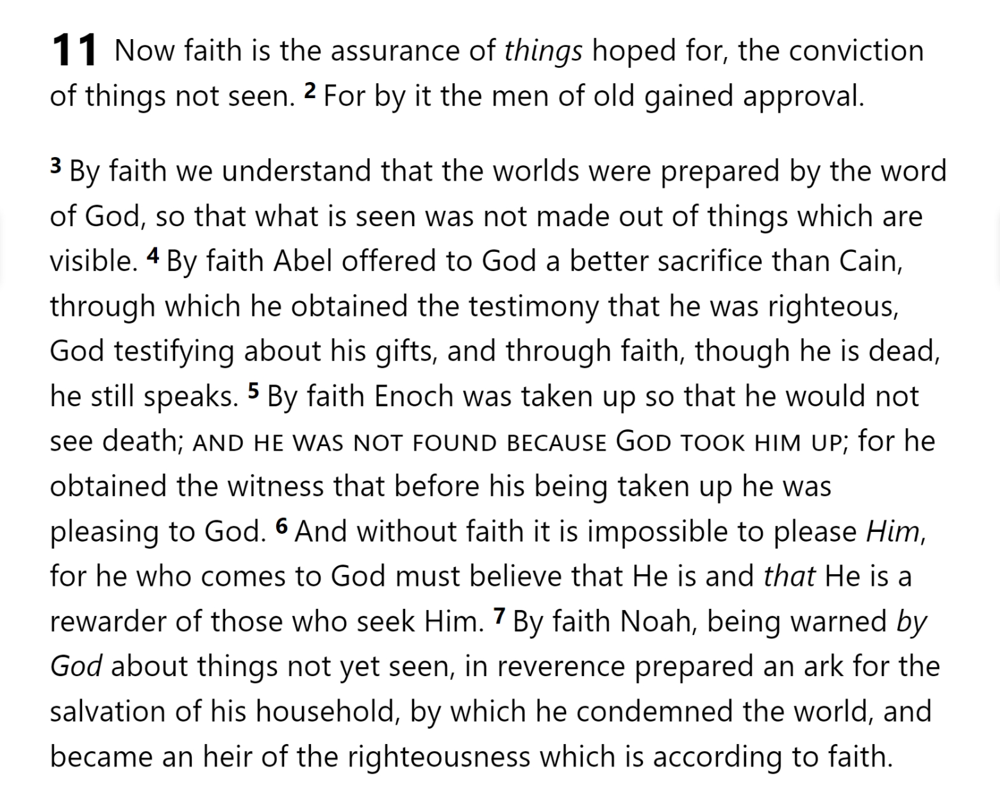 11 Now faith is the assurance of things hoped for, the conviction
of things not seen. 2 For by it the men of old gained approval.
3 By faith we understand that the worlds were prepared by the word
of God, so that what is seen was not made out of things which are
visible. 4 By faith Abel offered to God a better sacrifice than Cain,
through which he obtained the testimony that he was righteous,
God testifying about his gifts, and through faith, though he is dead,
he still speaks. 5 By faith Enoch was taken up so that he would not
see death; AND HE WAS NOT FOUND BECAUSE GOD TOOK HIM UP; for he
obtained the witness that before his being taken up he was
pleasing to God. 6 And without faith it is impossible to please Him,
for he who comes to God must believe that He is and that He is a
rewarder of those who seek Him. 7 By faith Noah, being warned by
God about things not yet seen, in reverence prepared an ark for the
salvation of his household, by which he condemned the world, and
became an heir of the righteousness which is according to faith.